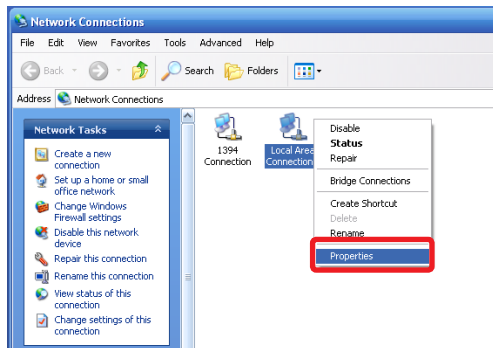 Network Connections
File Edit View Favorites Tools Advanced Help
Back Search Folders
Address Network Connections
Network Tasks
Create a new
connection
Set up a home or small
office network
Change Windows
Firewall settings
Disable this network
device
Repair this connection
Rename this connection
View status of this
connection
Change settings of this
connection
1394
Connection
Local Area
Connection
Disable
Status
Repair
Bridge Connections
Create Shortcut
Delete
Rename
Properties